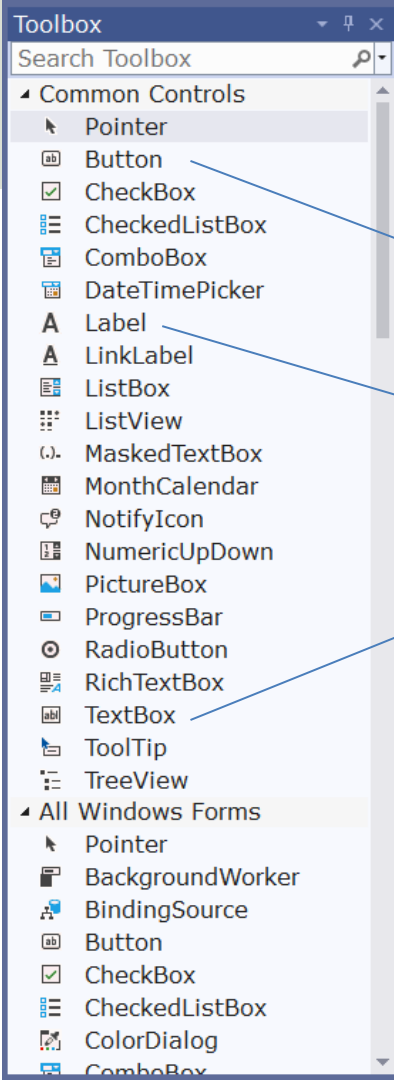 Toolbox
Search Toolbox
Common Controls
Pointer
Button
CheckBox
CheckedListBox
ComboBox
DateTimePicker
Label
LinkLabel
ListBox
ListView
MaskedTextBox
MonthCalendar
NotifyIcon
NumericUpDown
PictureBox
ProgressBar
RadioButton
RichTextBox
TextBox
ToolTip
TreeView
All Windows Forms
Pointer
BackgroundWorker
BindingSource
Button
CheckBox
CheckedListBox
ColorDialog
ComboBox